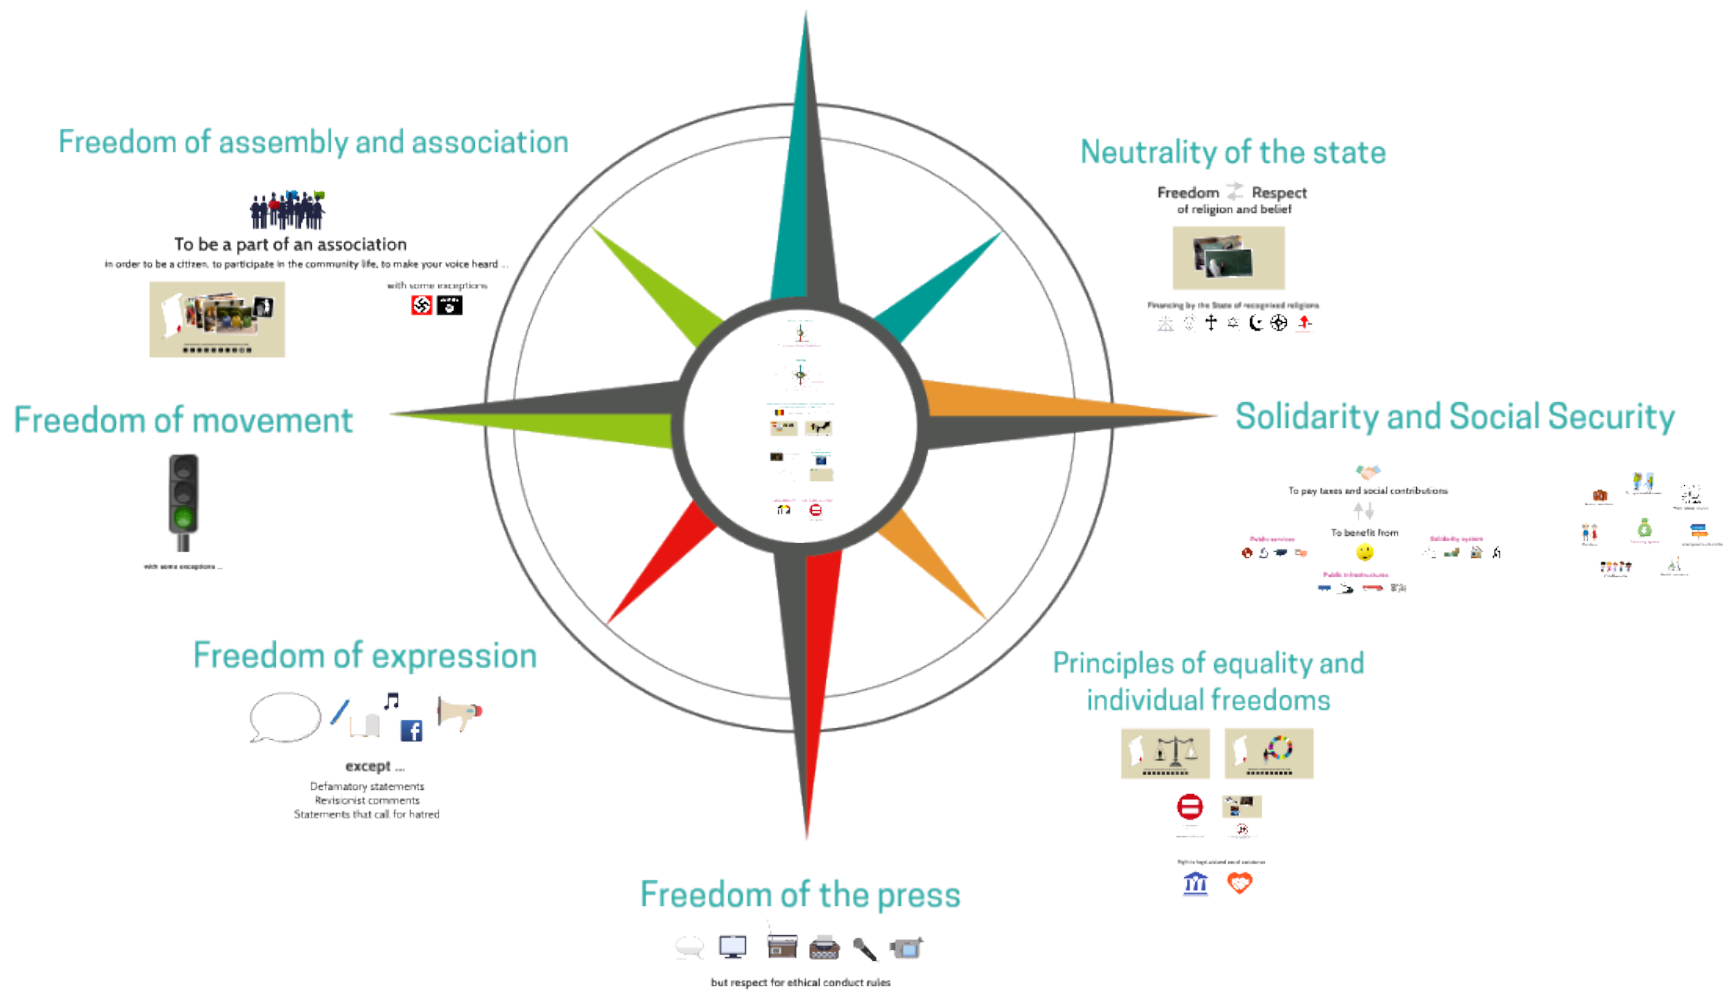 Freedom of assembly and association
To be a part of an association
in order to be a citizen, to participate in the community life, to make your voice heard ...
with some exceptions
Neutrality of the state
Freedom Respect
of religion and belief
Financing by the State of recognised religions
Freedom of movement
with some exceptions ...
Solidarity and Social Security
To pay taxes and social contributions
To benefit from
Public services
Solidarity system
Public infrastructures
Freedom of expression
except ...
Defamatory statements
Revisionist comments
Statements that call for hatred
Principles of equality and
individual freedoms
Freedom of the press
but respect for ethical conduct rules